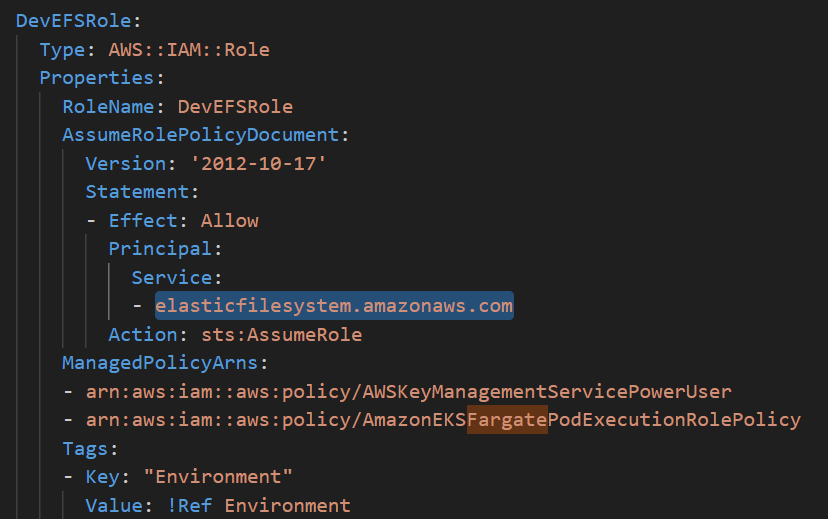 DevEFSRole:
Type: AWS::IAM::Role
Properties:
RoleName: DevEFSRole
AssumeRolePolicyDocument:
Version: '2012-10-17'
Statement:
- Effect: Allow
Principal:
Service:
- elasticfilesystem.amazonaws.com
Action: sts:AssumeRole
ManagedPolicyArns:
- arn:aws:iam::aws:policy/AWSKeyManagementServicePowerUser
- arn:aws:iam::aws:policy/AmazonEKSFargatePodExecutionRolePolicy
Tags:
- Key: "Environment"
Value: !Ref Environment